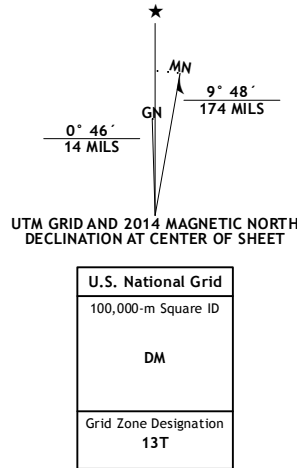 MN
GN
9° 48´
174 MILS
0° 46´
14 MILS
UTM GRID AND 2014 MAGNETIC NORTH
DECLINATION AT CENTER OF SHEET
U.S. National Grid
100,000-m Square ID
DM
Grid Zone Designation
13T